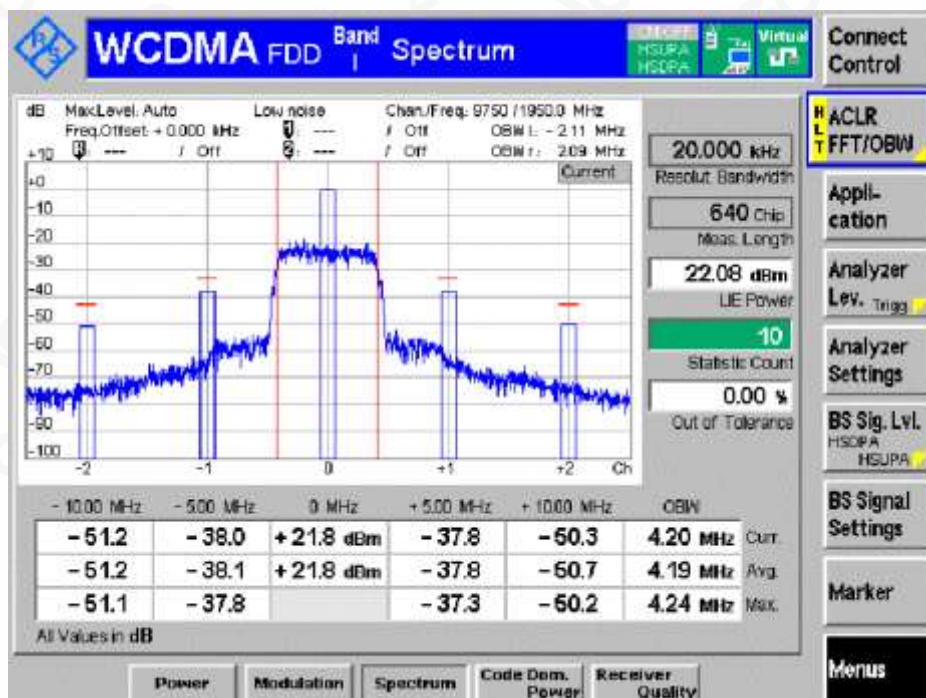 WCDMA FDD Band I Spectrum
HSUPA
HSDPA
Virtual
Connect Control
dB Max.Level: Auto Low noise Chan./Freq.: 9750 / 1950.0 MHz
Freq.Offset: + 0.000 kHz --- / Off OBW l: - 2.11 MHz
--- / Off --- / Off OBW r: 2.09 MHz
Current
+10
+0
-10
-20
-30
-40
-50
-60
-70
-90
-100
-2 -1 0 +1 +2 Ch
20.000 kHz
Resolut. Bandwidth
640 Chip
Meas. Length
22.08 dBm
UE Power
10
Statistic Count
0.00 %
Out of Tolerance
HLT ACLR FFT/OBW
Appli-
cation
Analyzer
Lev. Trigg
Analyzer
Settings
BS Sig. Lvl.
HSDPA
HSUPA
BS Signal
Settings
Marker
Menus
- 10.00 MHz - 5.00 MHz 0 MHz + 5.00 MHz + 10.00 MHz OBW
- 51.2 - 38.0 + 21.8 dBm - 37.8 - 50.3 4.20 MHz Curr.
- 51.2 - 38.1 + 21.8 dBm - 37.8 - 50.7 4.19 MHz Avg.
- 51.1 - 37.8 - 37.3 - 50.2 4.24 MHz Max.
All Values in dB
Power Modulation Spectrum Code Dom. Power Receiver Quality